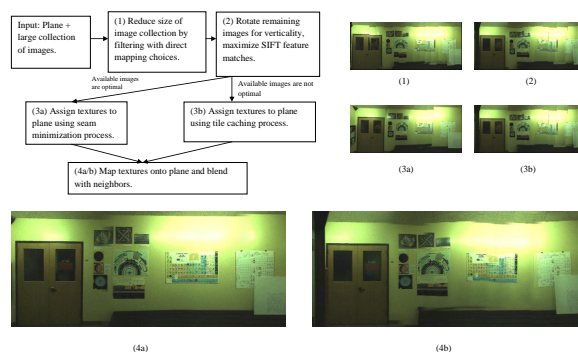 Input: Plane +
large collection
of images.
(1) Reduce size of
image collection by
filtering with direct
mapping choices.
(2) Rotate remaining
images for verticality,
maximize SIFT feature
matches.
Available images
are optimal
Available images are not
optimal
(3a) Assign textures to
plane using seam
minimization process.
(3b) Assign textures to plane
using tile caching process.
(4a/b) Map textures onto plane and blend
with neighbors.
(1)
(2)
(3a)
(3b)
(4a)
(4b)